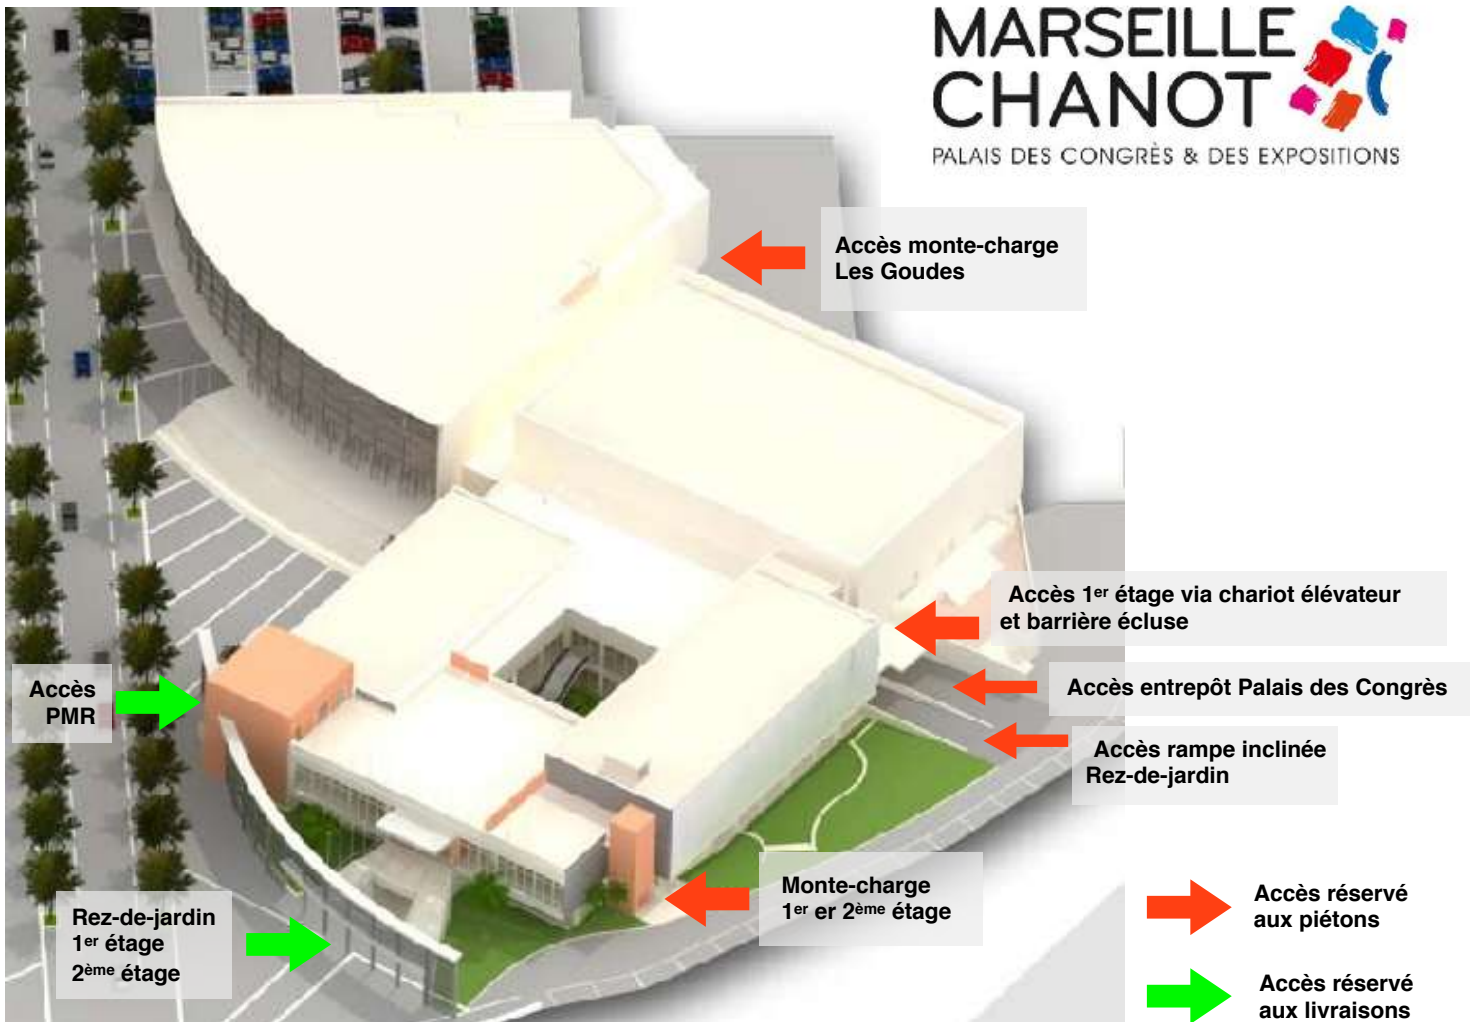 MARSEILLE
CHANOT
PALAIS DES CONGRÈS & DES EXPOSITIONS
Accès monte-charge
Les Goudes
Accès 1er étage via chariot élévateur
et barrière écluse
Accès
PMR
Accès entrepôt Palais des Congrès
Accès rampe inclinée
Rez-de-jardin
Monte-charge
1er er 2ème étage
Rez-de-jardin
1er étage
2ème étage
Accès réservé
aux piétons
Accès réservé
aux livraisons